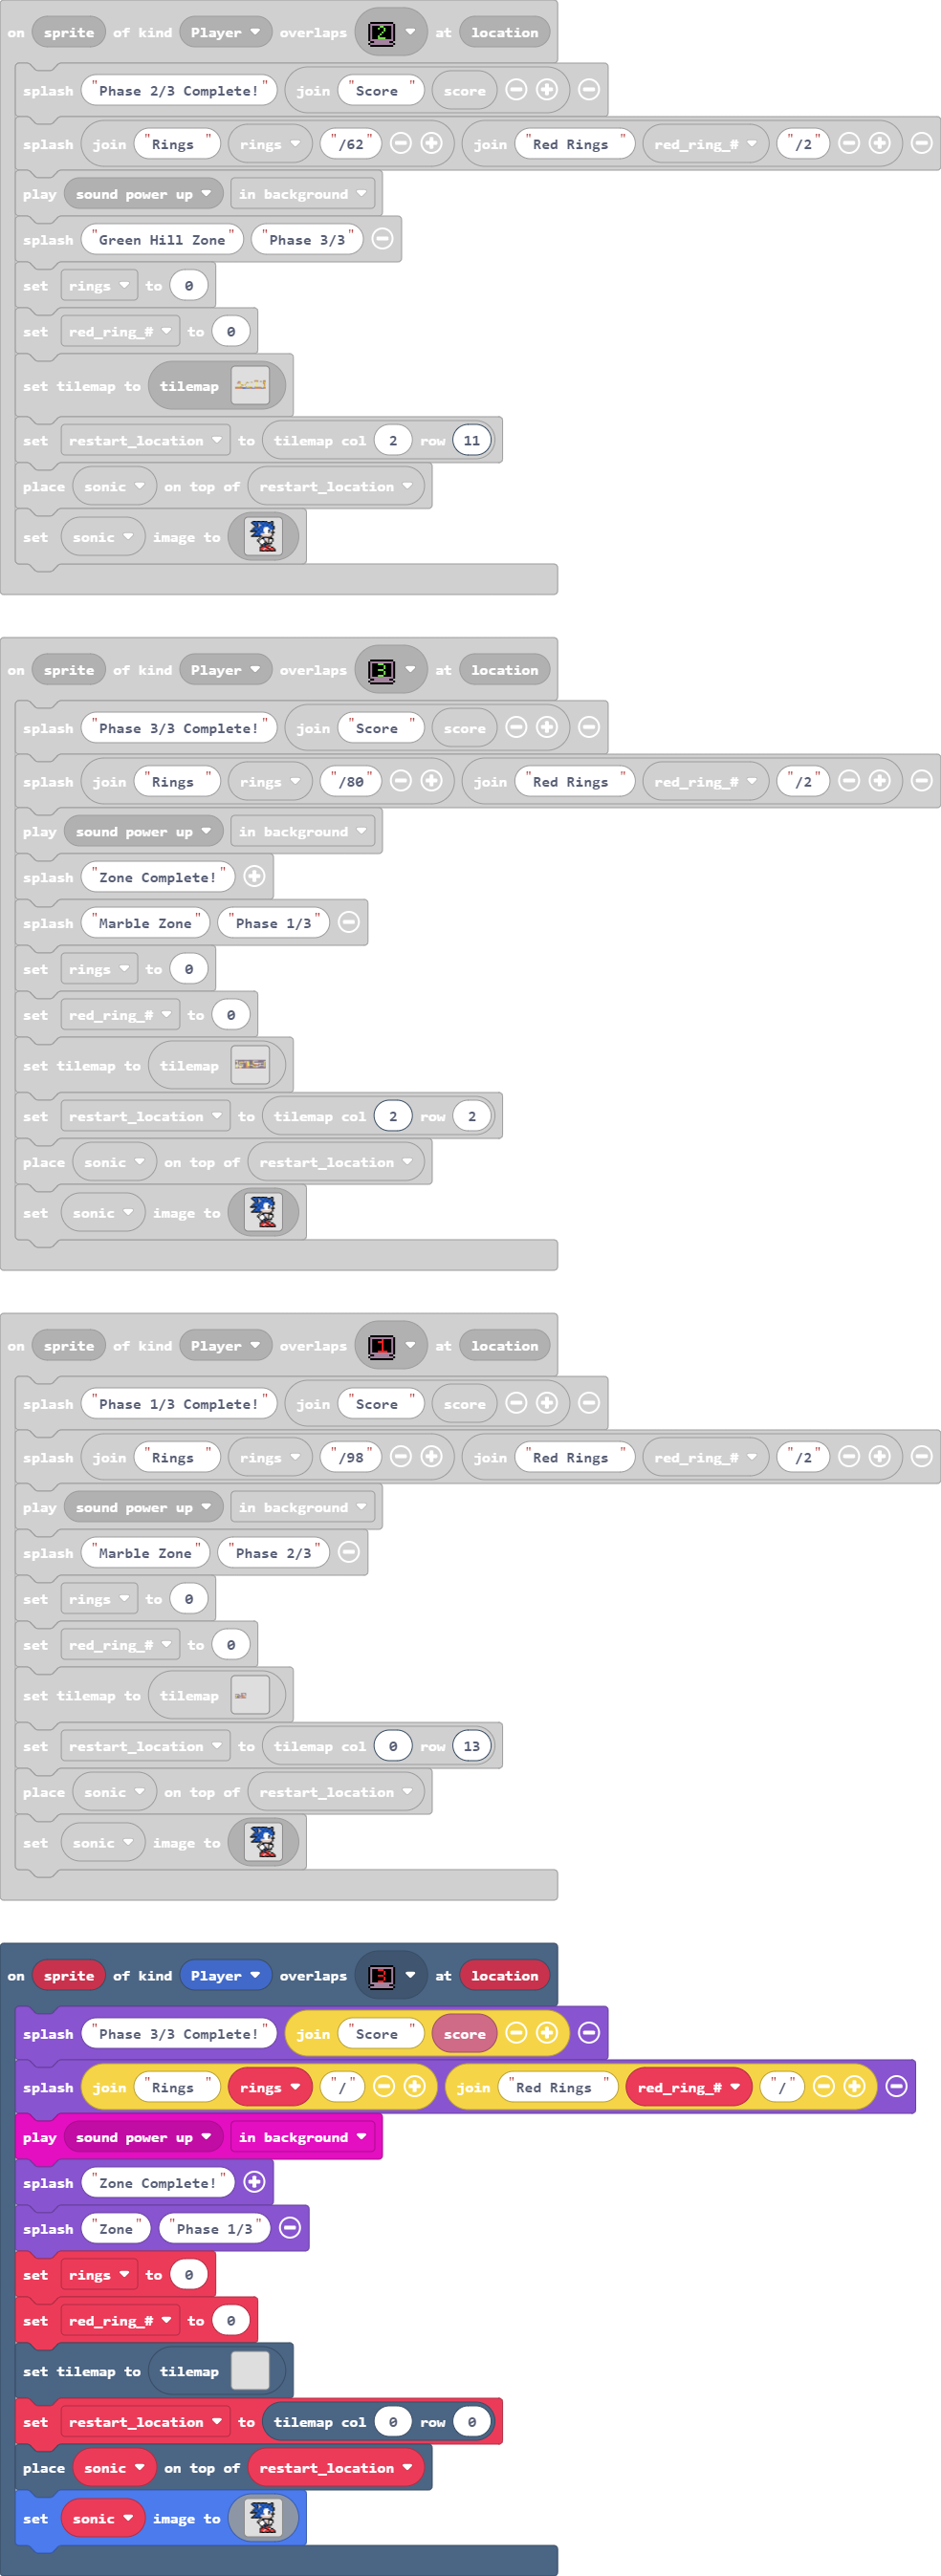 on sprite of kind Player overlaps 2 at location
splash "Phase 2/3 Complete!" join "Score " score
splash join "Rings " rings "/62" join "Red Rings " red_ring_# "/2"
play sound power up in background
splash "Green Hill Zone" "Phase 3/3"
set rings to 0
set red_ring_# to 0
set tilemap to tilemap
set restart_location to tilemap col 2 row 11
place sonic on top of restart_location
set sonic image to
on sprite of kind Player overlaps 3 at location
splash "Phase 3/3 Complete!" join "Score " score
splash join "Rings " rings "/80" join "Red Rings " red_ring_# "/2"
play sound power up in background
splash "Zone Complete!"
splash "Marble Zone" "Phase 1/3"
set rings to 0
set red_ring_# to 0
set tilemap to tilemap
set restart_location to tilemap col 2 row 2
place sonic on top of restart_location
set sonic image to
on sprite of kind Player overlaps 1 at location
splash "Phase 1/3 Complete!" join "Score " score
splash join "Rings " rings "/98" join "Red Rings " red_ring_# "/2"
play sound power up in background
splash "Marble Zone" "Phase 2/3"
set rings to 0
set red_ring_# to 0
set tilemap to tilemap
set restart_location to tilemap col 0 row 13
place sonic on top of restart_location
set sonic image to
on sprite of kind Player overlaps 3 at location
splash "Phase 3/3 Complete!" join "Score " score
splash join "Rings " rings "/" join "Red Rings " red_ring_# "/"
play sound power up in background
splash "Zone Complete!"
splash "Zone" "Phase 1/3"
set rings to 0
set red_ring_# to 0
set tilemap to tilemap
set restart_location to tilemap col 0 row 0
place sonic on top of restart_location
set sonic image to